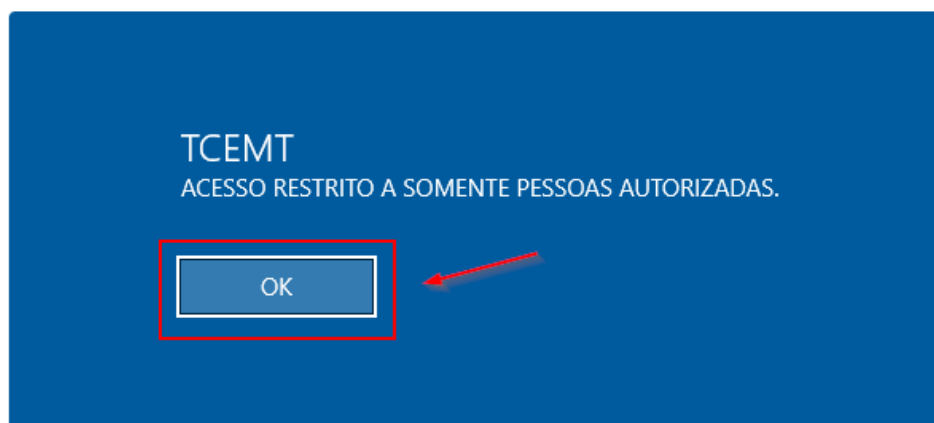 TCEMT
ACESSO RESTRITO A SOMENTE PESSOAS AUTORIZADAS.
OK